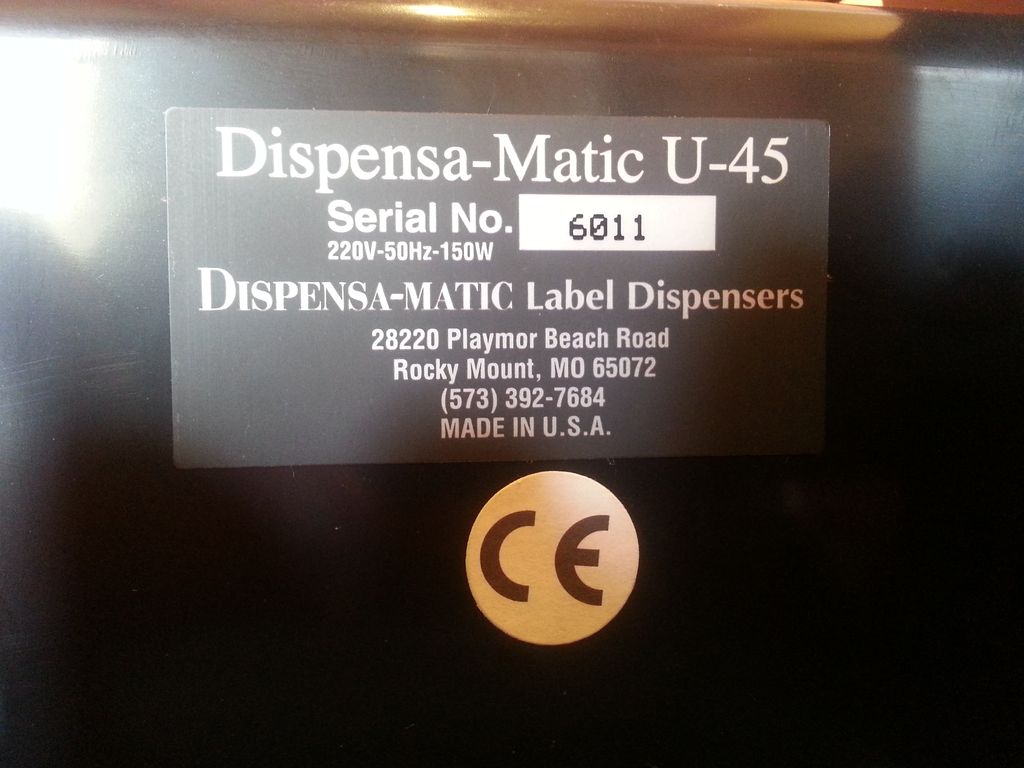 Dispensa-Matic U-45
Serial No. 6011
220V-50Hz-150W
DISPENSA-MATIC Label Dispensers
28220 Playmor Beach Road
Rocky Mount, MO 65072
(573) 392-7684
MADE IN U.S.A.
CE